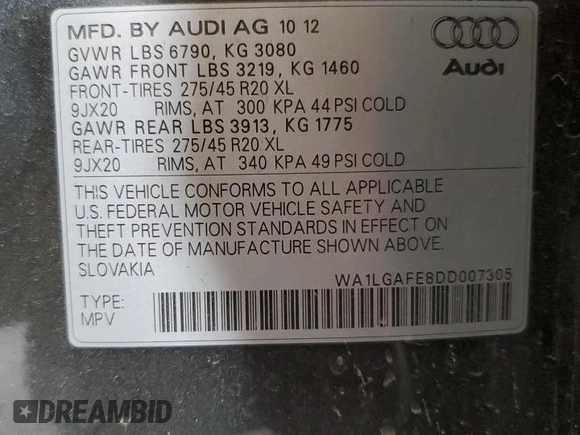 MFD. BY AUDI AG 10 12
GVWR LBS 6790, KG 3080
GAWR FRONT LBS 3219, KG 1460
FRONT-TIRES 275/45 R20 XL
9JX20 RIMS, AT 300 KPA 44 PSI COLD
GAWR REAR LBS 3913, KG 1775
REAR-TIRES 275/45 R20 XL
9JX20 RIMS, AT 340 KPA 49 PSI COLD
Audi
THIS VEHICLE CONFORMS TO ALL APPLICABLE
U.S. FEDERAL MOTOR VEHICLE SAFETY AND
THEFT PREVENTION STANDARDS IN EFFECT ON
THE DATE OF MANUFACTURE SHOWN ABOVE.
SLOVAKIA
WA1LGAFE8DD007305
TYPE:
MPV
DREAMBID